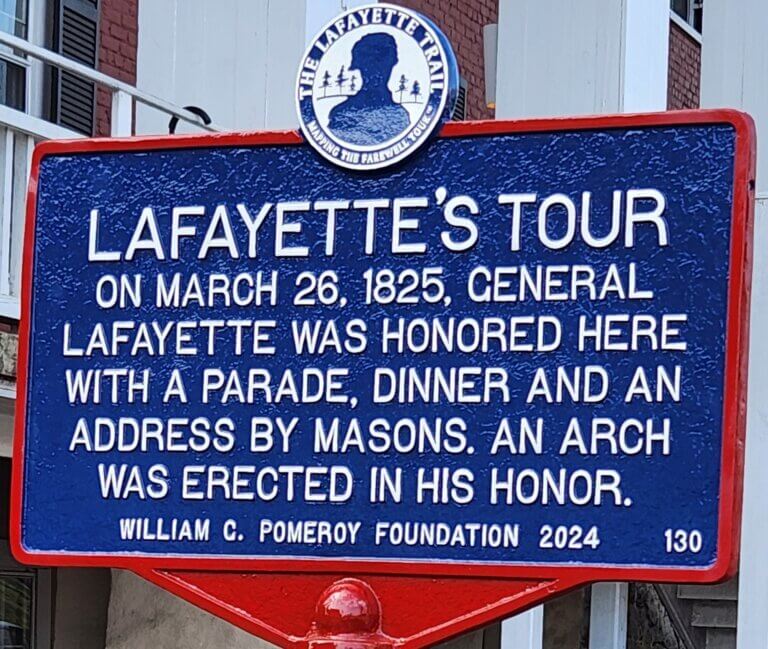 THE LAFAYETTE TRAIL
MAPPING THE FAREWELL TOUR
LAFAYETTE'S TOUR
ON MARCH 26, 1825, GENERAL
LAFAYETTE WAS HONORED HERE
WITH A PARADE, DINNER AND AN
ADDRESS BY MASONS. AN ARCH
WAS ERECTED IN HIS HONOR.
WILLIAM G. POMEROY FOUNDATION 2024 130